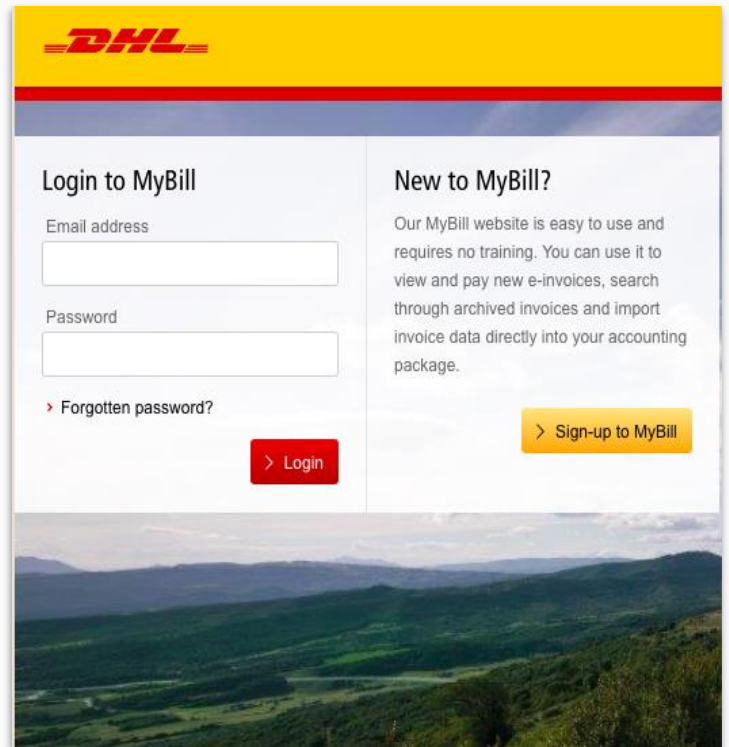 DHL
Login to MyBill
Email address
Password
Forgotten password?
Login
New to MyBill?
Our MyBill website is easy to use and
requires no training. You can use it to
view and pay new e-invoices, search
through archived invoices and import
invoice data directly into your accounting
package.
Sign-up to MyBill